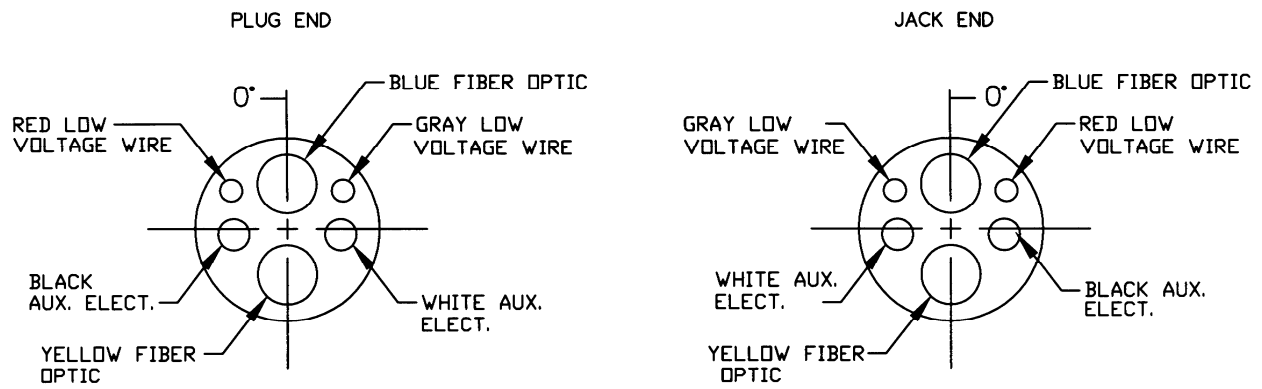 PLUG END
BLUE FIBER OPTIC
0°
RED LOW
VOLTAGE WIRE
GRAY LOW
VOLTAGE WIRE
BLACK
AUX. ELECT.
WHITE AUX.
ELECT.
YELLOW FIBER
OPTIC
JACK END
BLUE FIBER OPTIC
0°
GRAY LOW
VOLTAGE WIRE
RED LOW
VOLTAGE WIRE
WHITE AUX.
ELECT.
BLACK AUX.
ELECT.
YELLOW FIBER
OPTIC